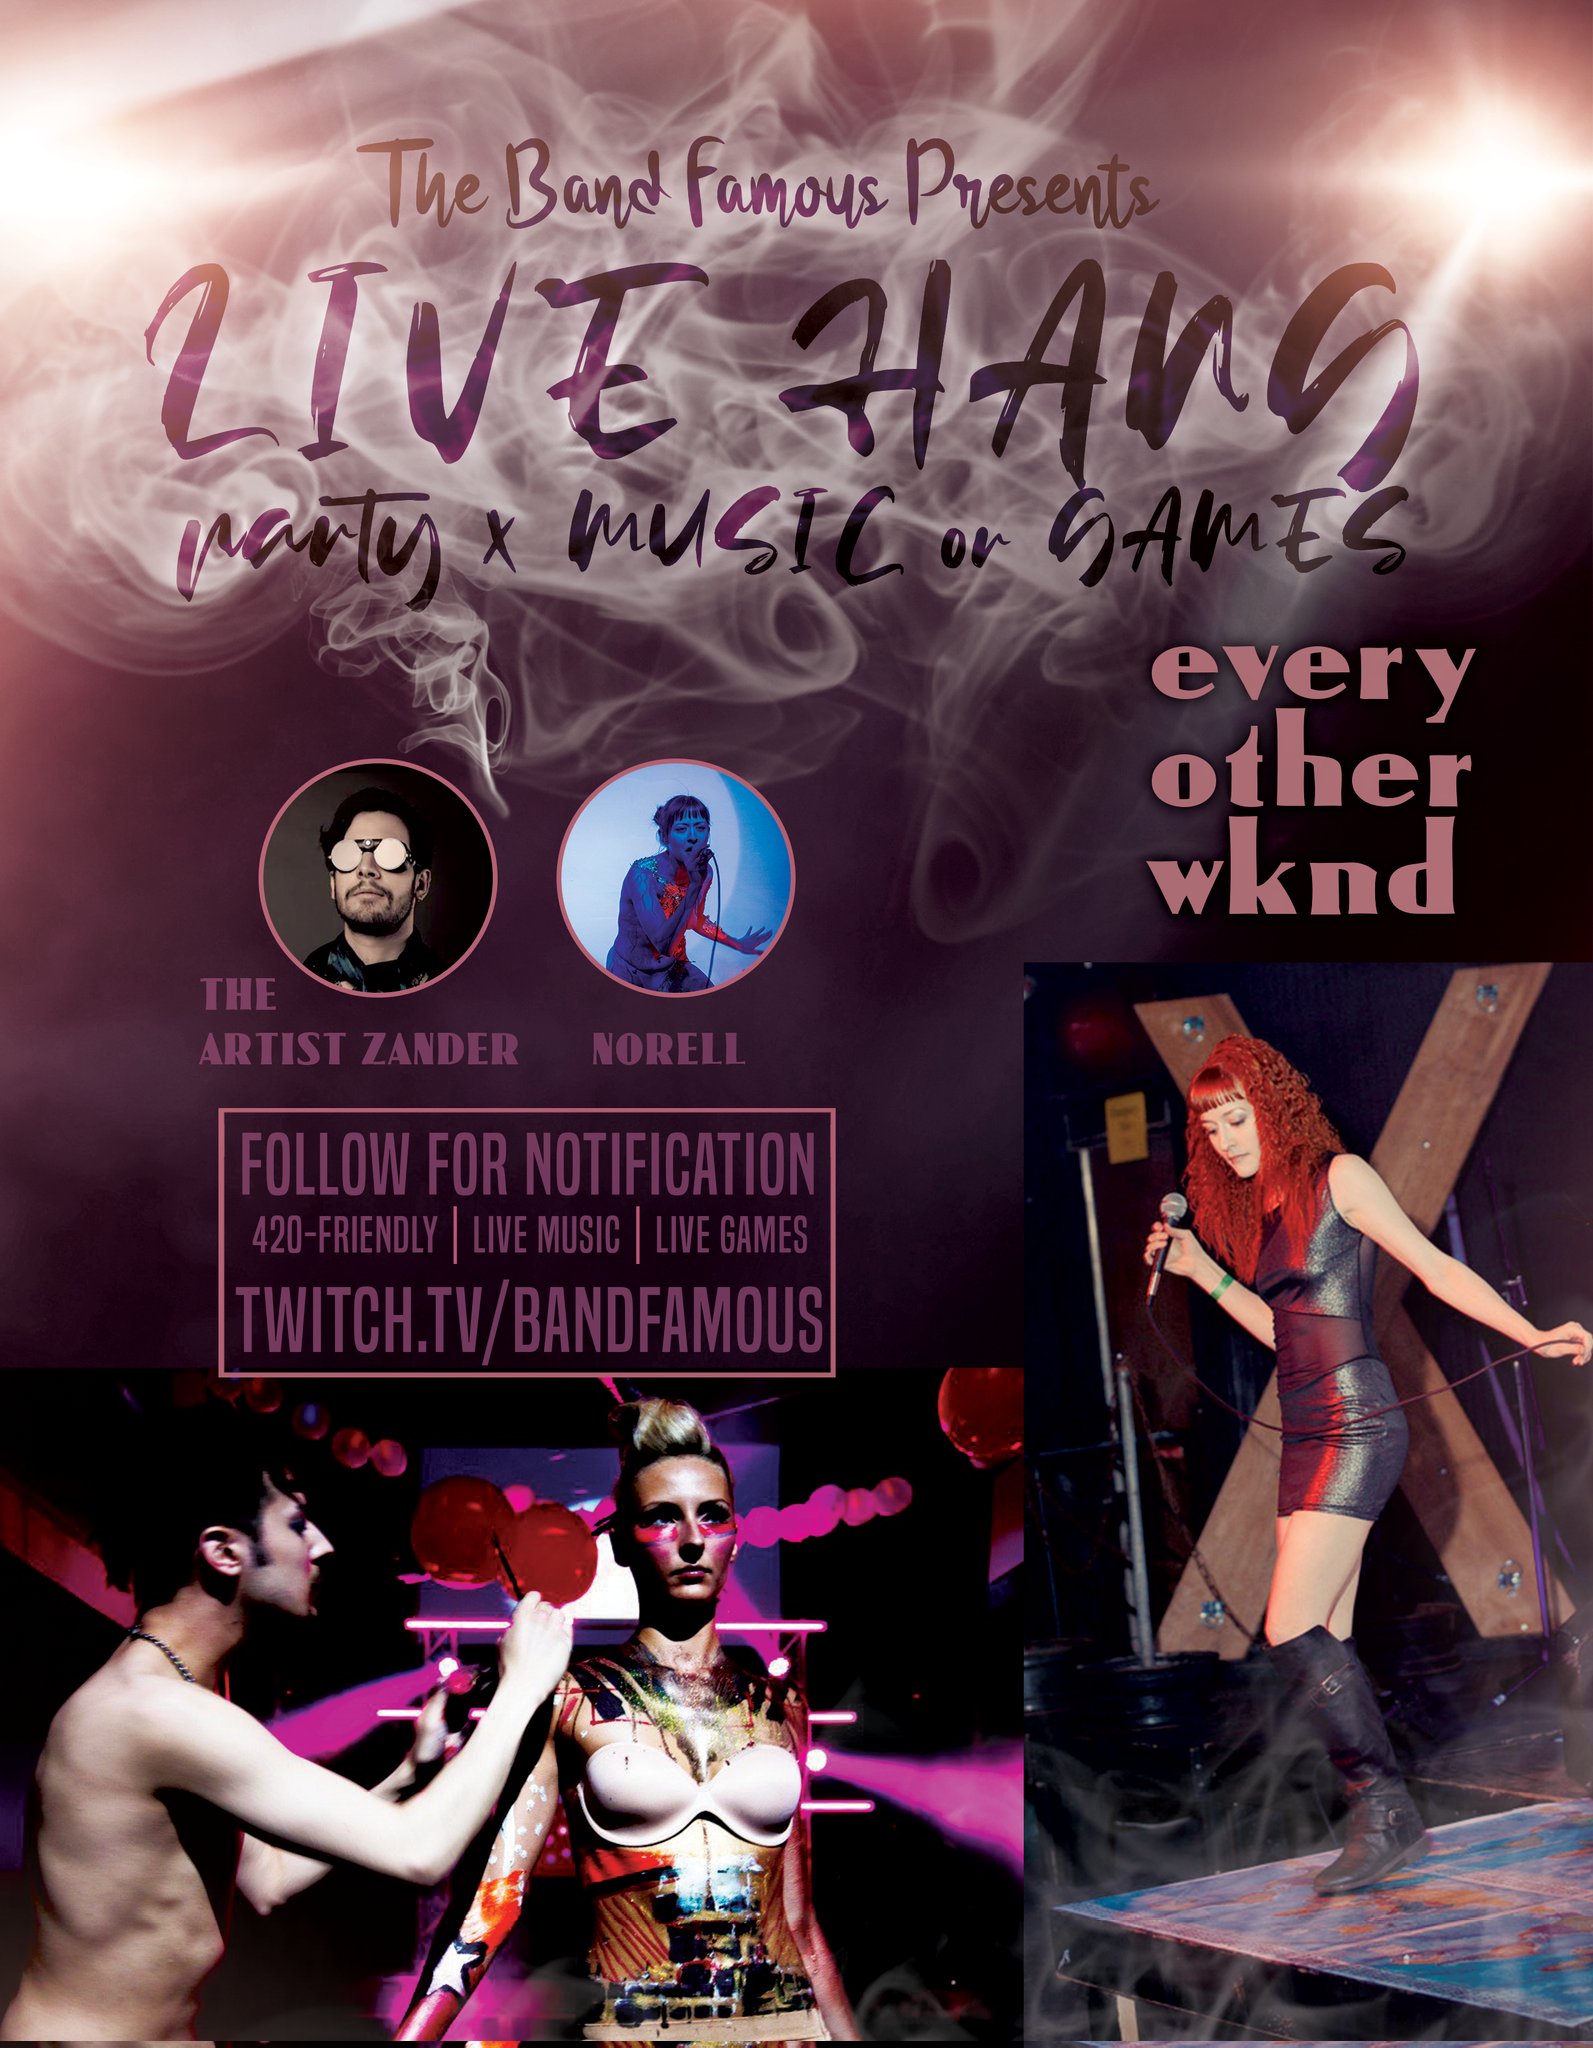 The Band Famous Presents
LIVE HANG
party x MUSIC or GAMES
every
other
wknd
THE
ARTIST ZANDER
NORELL
FOLLOW FOR NOTIFICATION
420-FRIENDLY | LIVE MUSIC | LIVE GAMES
TWITCH.TV/BANDFAMOUS